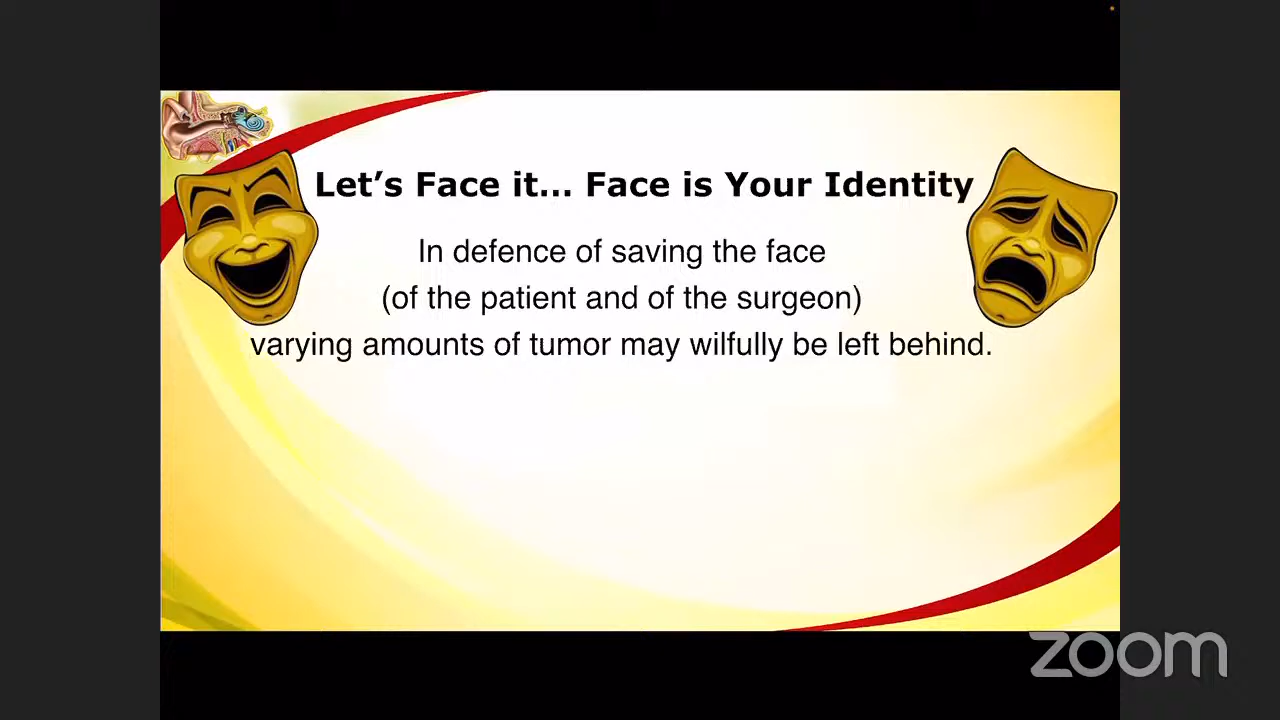 Let’s Face it... Face is Your Identity
In defence of saving the face
(of the patient and of the surgeon)
varying amounts of tumor may wilfully be left behind.
zoom